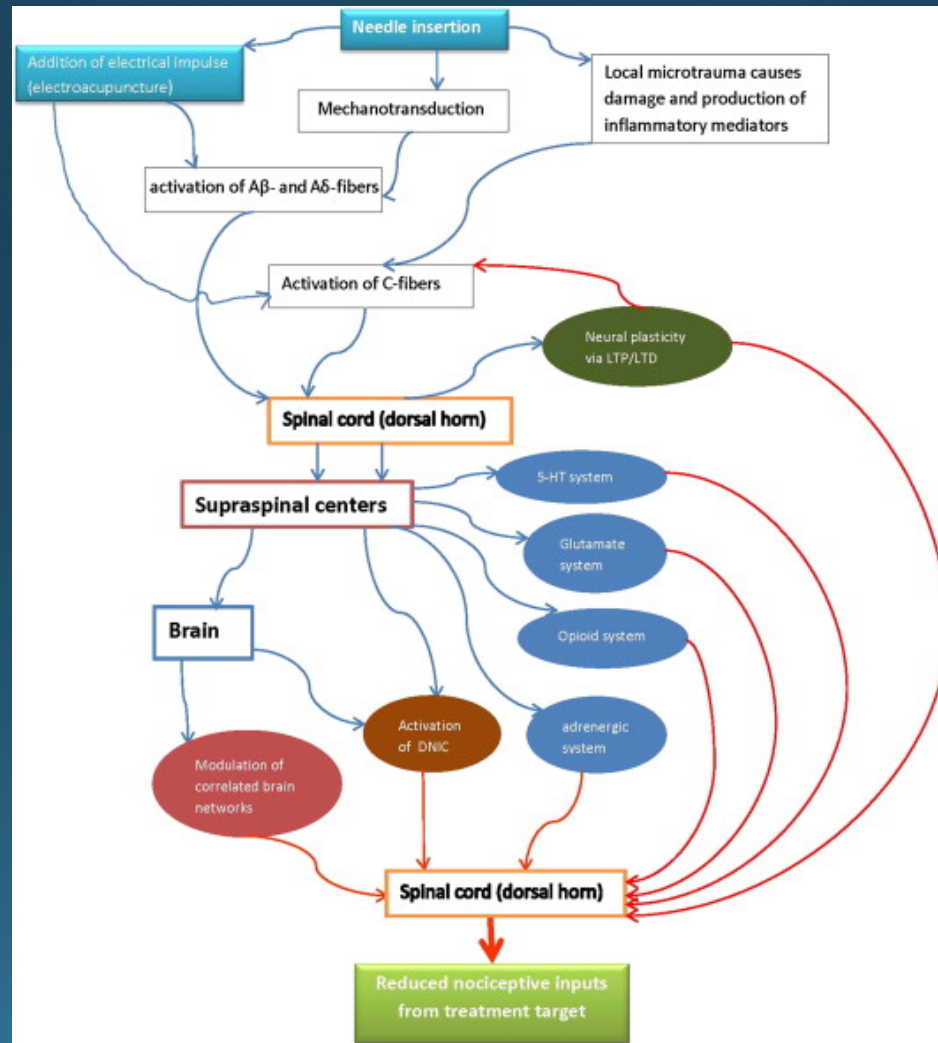 Needle insertion
Addition of electrical impulse
(electroacupuncture)
Local microtrauma causes
damage and production of
inflammatory mediators
Mechanotransduction
activation of Aβ- and Aδ-fibers
Activation of C-fibers
Neural plasticity
via LTP/LTD
Spinal cord (dorsal horn)
5-HT system
Supraspinal centers
Glutamate
system
Opioid system
Brain
Activation
of DNIC
adrenergic
system
Modulation of
correlated brain
networks
Spinal cord (dorsal horn)
Reduced nociceptive inputs
from treatment target